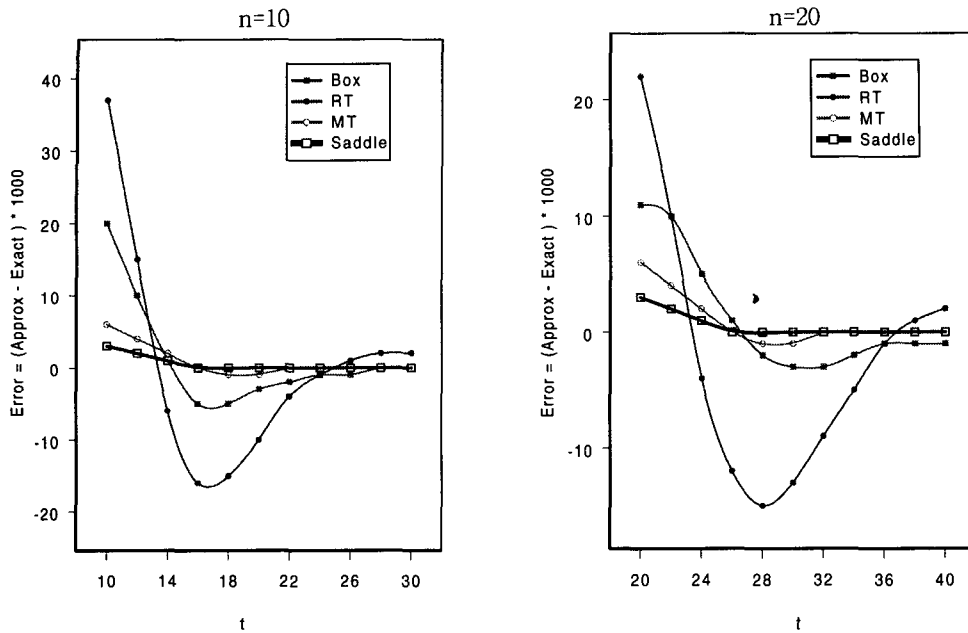 n=10
Error = (Approx - Exact ) * 1000
40
30
20
10
0
-10
-20
Box
RT
MT
Saddle
10 14 18 22 26 30
t
n=20
Error = (Approx - Exact ) * 1000
20
10
0
-10
Box
RT
MT
Saddle
20 24 28 32 36 40
t